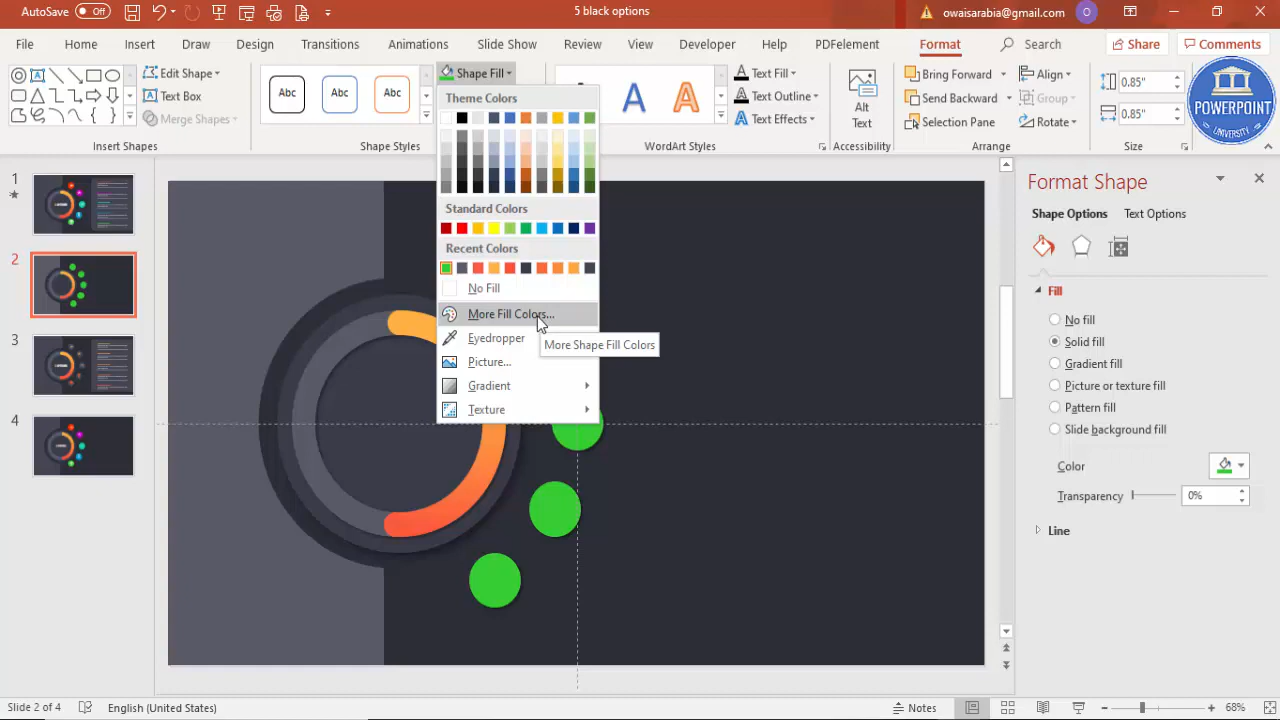 AutoSave Off
5 black options
owaisarabia@gmail.com O
File Home Insert Draw Design Transitions Animations Slide Show Review View Developer Help PDFelement Format Search Share Comments
Edit Shape
Text Box
Merge Shapes
Insert Shapes
Abc Abc Abc
Shape Styles
Shape Fill
A A
Text Fill
Text Outline
Text Effects
WordArt Styles
Alt
Text
Accessibility
Bring Forward
Send Backward
Selection Pane
Align
Group
Rotate
Arrange
0.85"
0.85"
Size
POWERPOINT
UNIVERSITY
Theme Colors
Standard Colors
Recent Colors
No Fill
More Fill Colors...
Eyedropper
Picture...
Gradient
Texture
More Shape Fill Colors
1
2
3
4
Format Shape
Shape Options Text Options
Fill
No fill
Solid fill
Gradient fill
Picture or texture fill
Pattern fill
Slide background fill
Color
Transparency 0%
Line
Slide 2 of 4 English (United States) Notes 68%